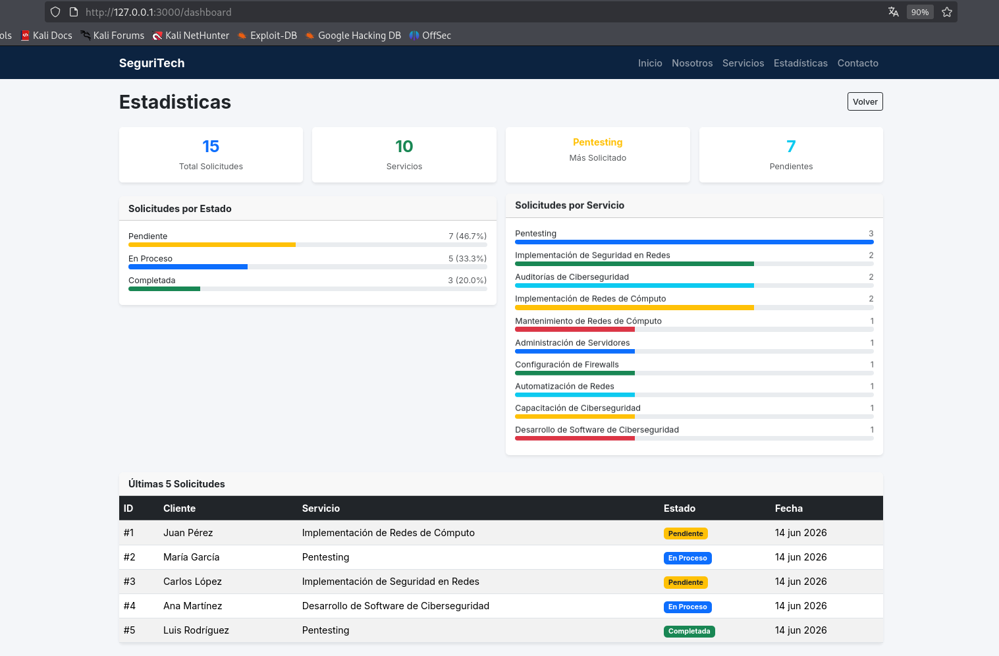 http://127.0.0.1:3000/dashboard
90%
ols Kali Docs Kali Forums Kali NetHunter Exploit-DB Google Hacking DB OffSec
SeguriTech Inicio Nosotros Servicios Estadísticas Contacto
Estadisticas
Volver
15
Total Solicitudes
10
Servicios
Pentesting
Más Solicitado
7
Pendientes
Solicitudes por Estado
Pendiente 7 (46.7%)
En Proceso 5 (33.3%)
Completada 3 (20.0%)
Solicitudes por Servicio
Pentesting 3
Implementación de Seguridad en Redes 2
Auditorías de Ciberseguridad 2
Implementación de Redes de Cómputo 2
Mantenimiento de Redes de Cómputo 1
Administración de Servidores 1
Configuración de Firewalls 1
Automatización de Redes 1
Capacitación de Ciberseguridad 1
Desarrollo de Software de Ciberseguridad 1
Últimas 5 Solicitudes
ID Cliente Servicio Estado Fecha
#1 Juan Pérez Implementación de Redes de Cómputo Pendiente 14 jun 2026
#2 María García Pentesting En Proceso 14 jun 2026
#3 Carlos López Implementación de Seguridad en Redes Pendiente 14 jun 2026
#4 Ana Martínez Desarrollo de Software de Ciberseguridad En Proceso 14 jun 2026
#5 Luis Rodríguez Pentesting Completada 14 jun 2026